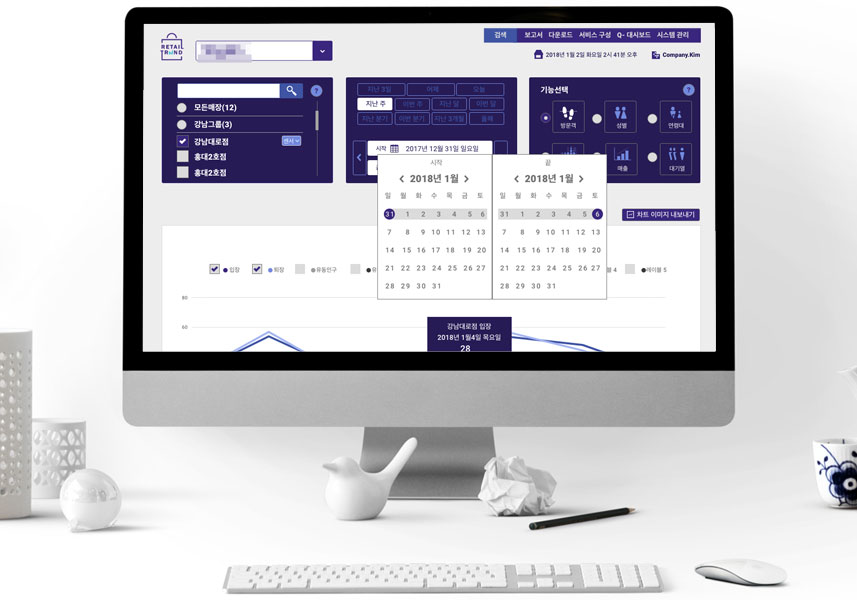 RETAIL
TREND
검색 보고서 다운로드 서비스 구성 Q- 대시보드 시스템 관리
2018년 1월 2일 화요일 2시 41분 오후 Company.Kim
?
모든매장(12)
강남그룹(3)
강남대로점 센서
홍대2호점
홍대2호점
지난 3일 어제 오늘
지난 주 이번 주 지난 달 이번 달
지난 분기 이번 분기 지난 3개월 올해
시작 2017년 12월 31일 일요일
기능선택 ?
방문객 성별 연령대
매출 대기열
시작
2018년 1월
일 월 화 수 목 금 토
31 1 2 3 4 5 6
7 8 9 10 11 12 13
14 15 16 17 18 19 20
21 22 23 24 25 26 27
28 29 30 31
끝
2018년 1월
일 월 화 수 목 금 토
31 1 2 3 4 5 6
7 8 9 10 11 12 13
14 15 16 17 18 19 20
21 22 23 24 25 26 27
28 29 30 31
차트 이미지 내보내기
입장 퇴장 유동인구 유
블 4 레이블 5
80
60
강남대로점 입장
2018년 1월4일 목요일
28